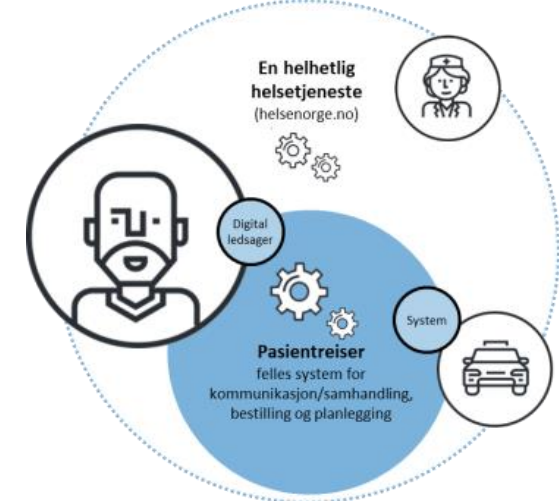 En helhetlig
helsetjeneste
(helsenorge.no)
Digital
ledsager
System
Pasientreiser
felles system for
kommunikasjon/samhandling,
bestilling og planlegging